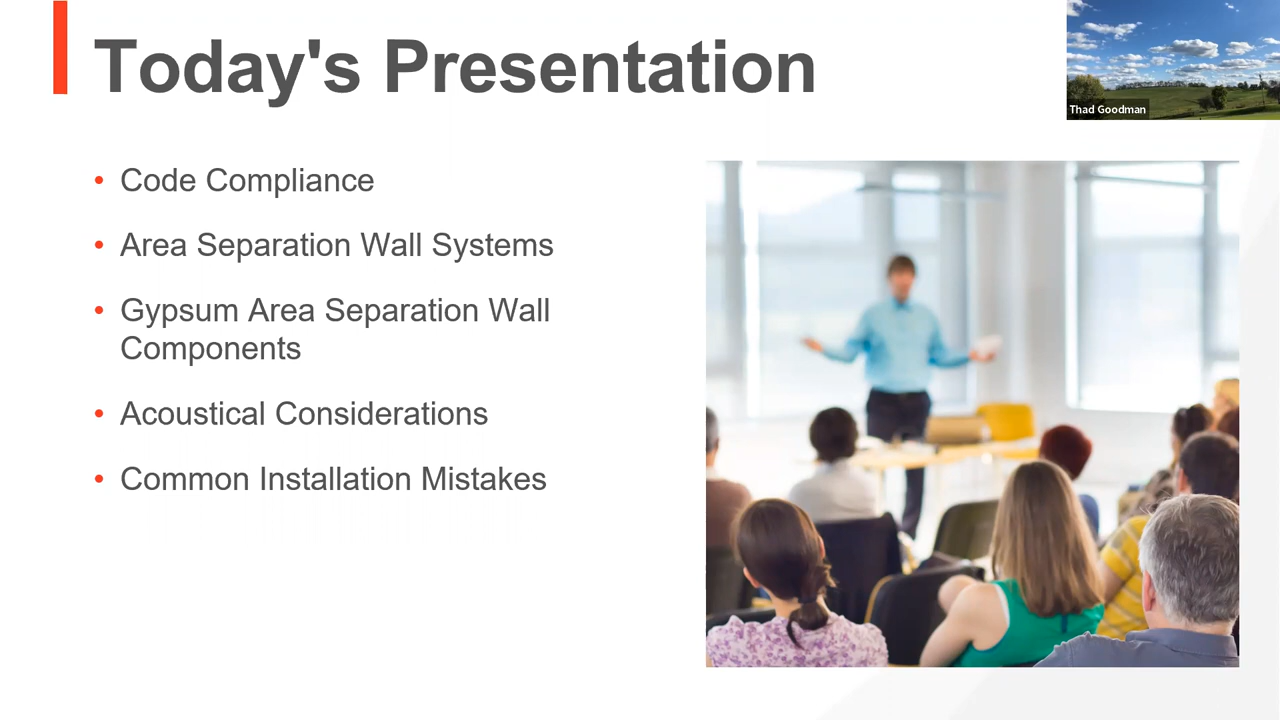 Today's Presentation
Thad Goodman
• Code Compliance
• Area Separation Wall Systems
• Gypsum Area Separation Wall
Components
• Acoustical Considerations
• Common Installation Mistakes